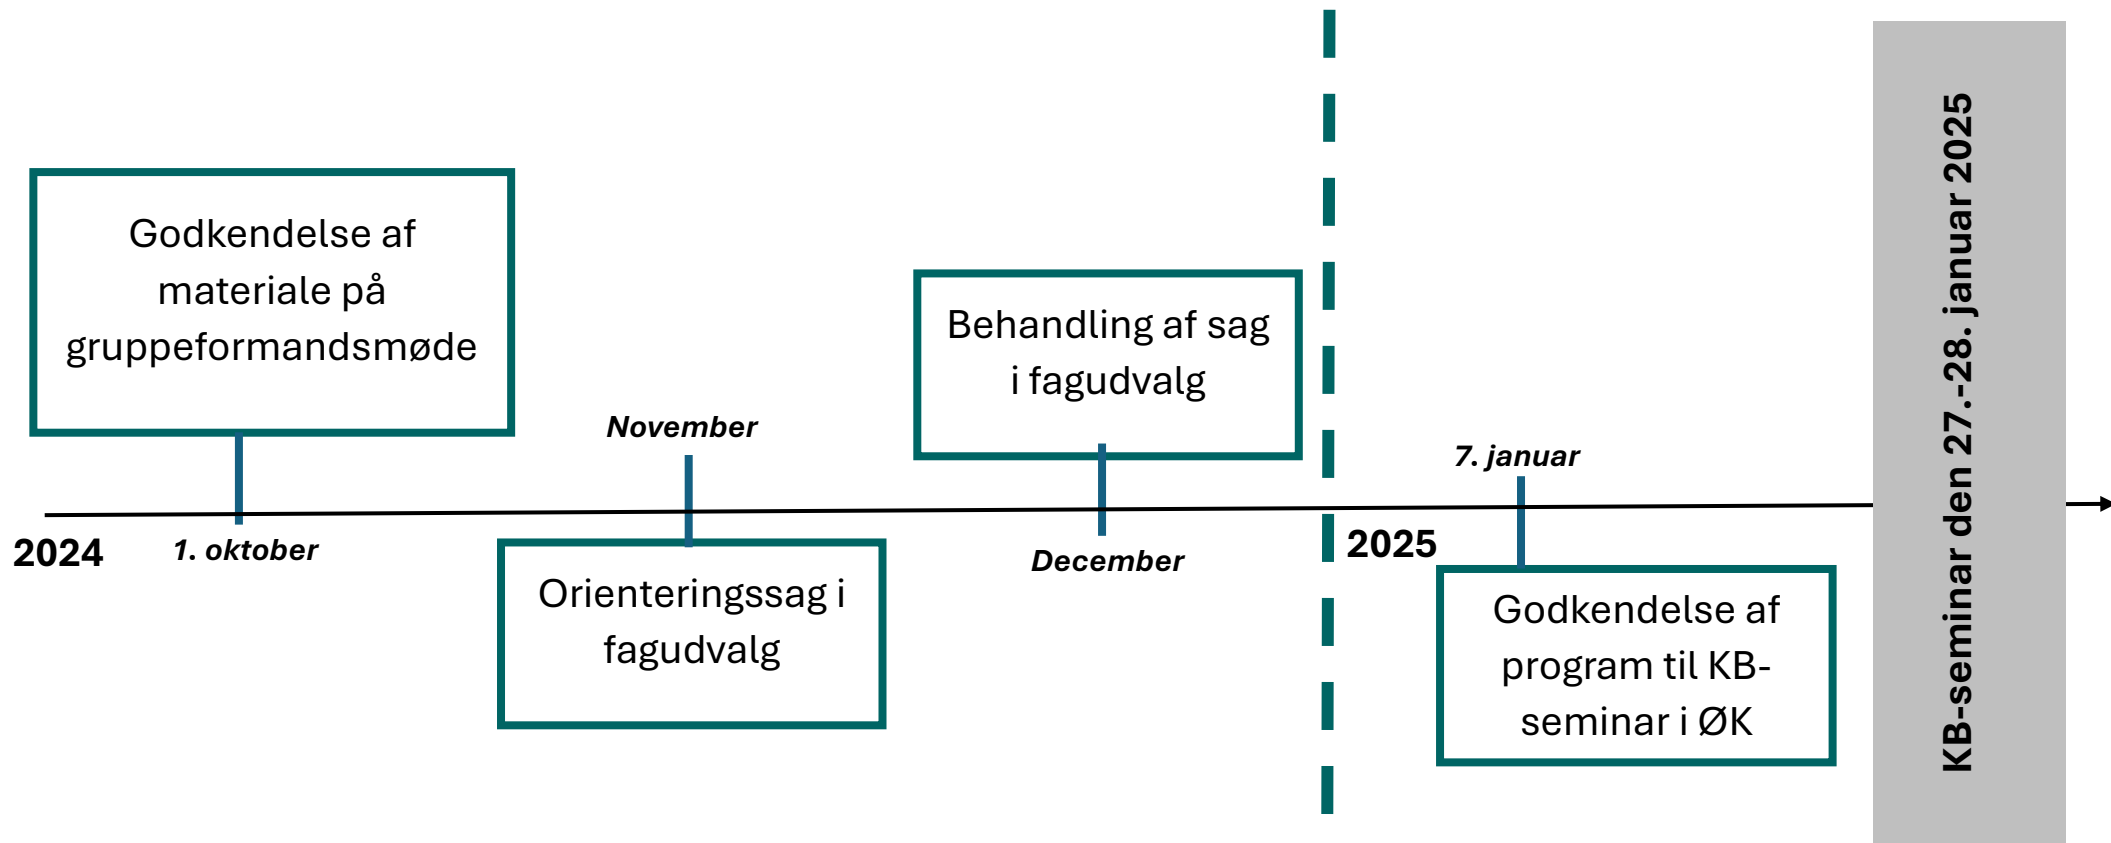 Godkendelse af
materiale på
gruppeformandsmøde
2024
1. oktober
November
Orienteringssag i
fagudvalg
Behandling af sag
i fagudvalg
December
2025
7. januar
Godkendelse af
program til KB-
seminar i ØK
KB-seminar den 27.-28. januar 2025